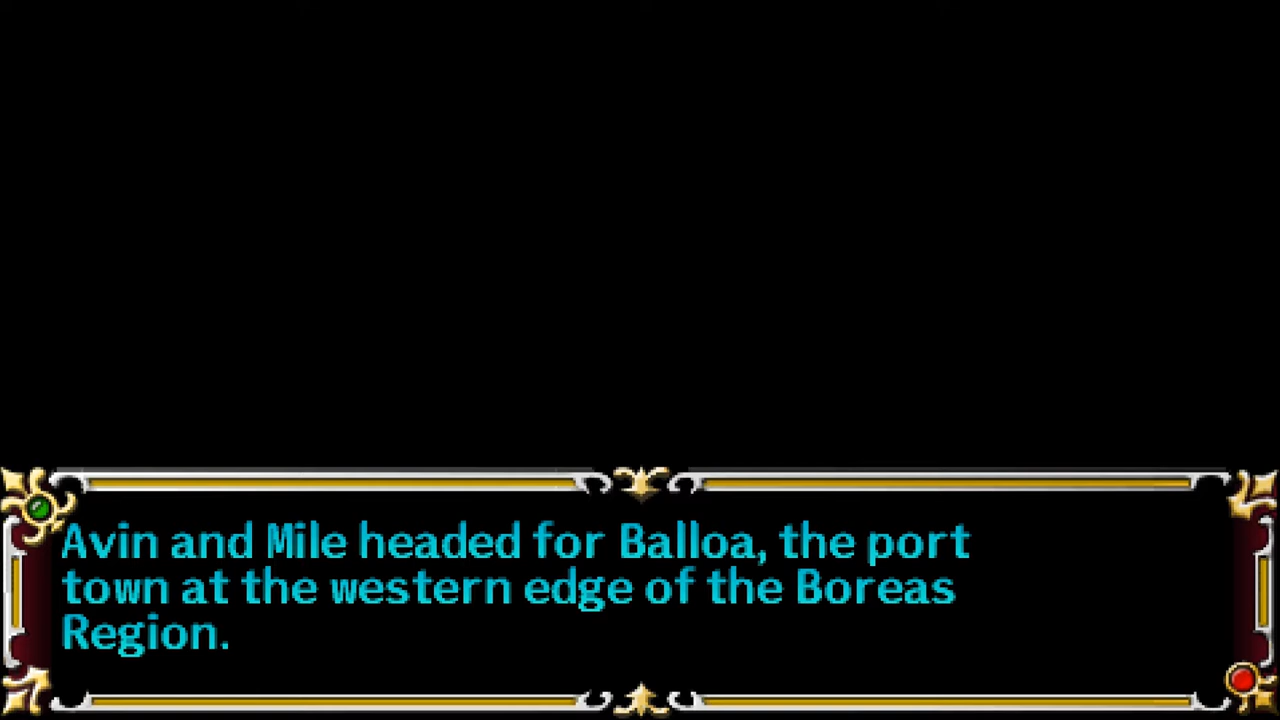 Avin and Mile headed for Balloa, the port
town at the western edge of the Boreas
Region.